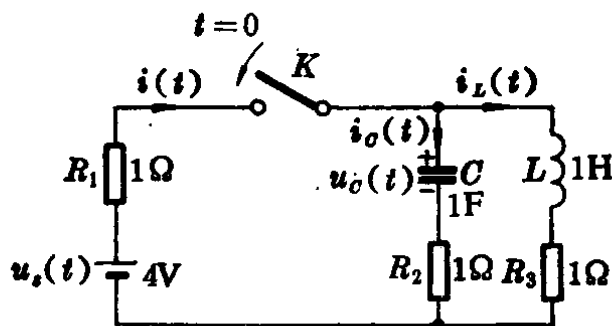 t=0
i(t) K i_L(t)
i_C(t)
R₁ 1Ω + u_C(t) − C 1F L 1H
u_s(t) 4V R₂ 1Ω R₃ 1Ω